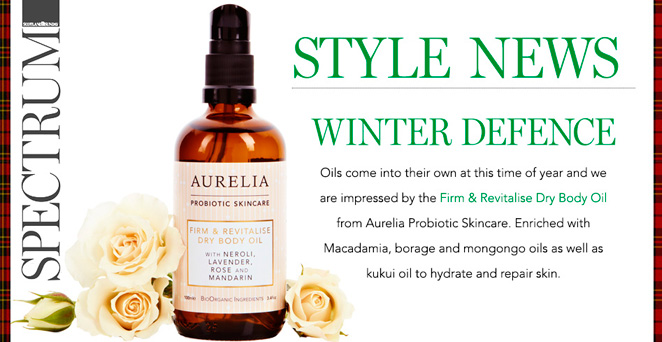 SCOTLAND ON SUNDAY
SPECTRUM
STYLE NEWS
WINTER DEFENCE
Oils come into their own at this time of year and we
are impressed by the Firm & Revitalise Dry Body Oil
from Aurelia Probiotic Skincare. Enriched with
Macadamia, borage and mongongo oils as well as
kukui oil to hydrate and repair skin.
AURELIA
PROBIOTIC SKINCARE
FIRM & REVITALISE
DRY BODY OIL
WITH NEROLI,
LAVENDER,
ROSE AND
MANDARIN
100ml BIOORGANIC INGREDIENTS